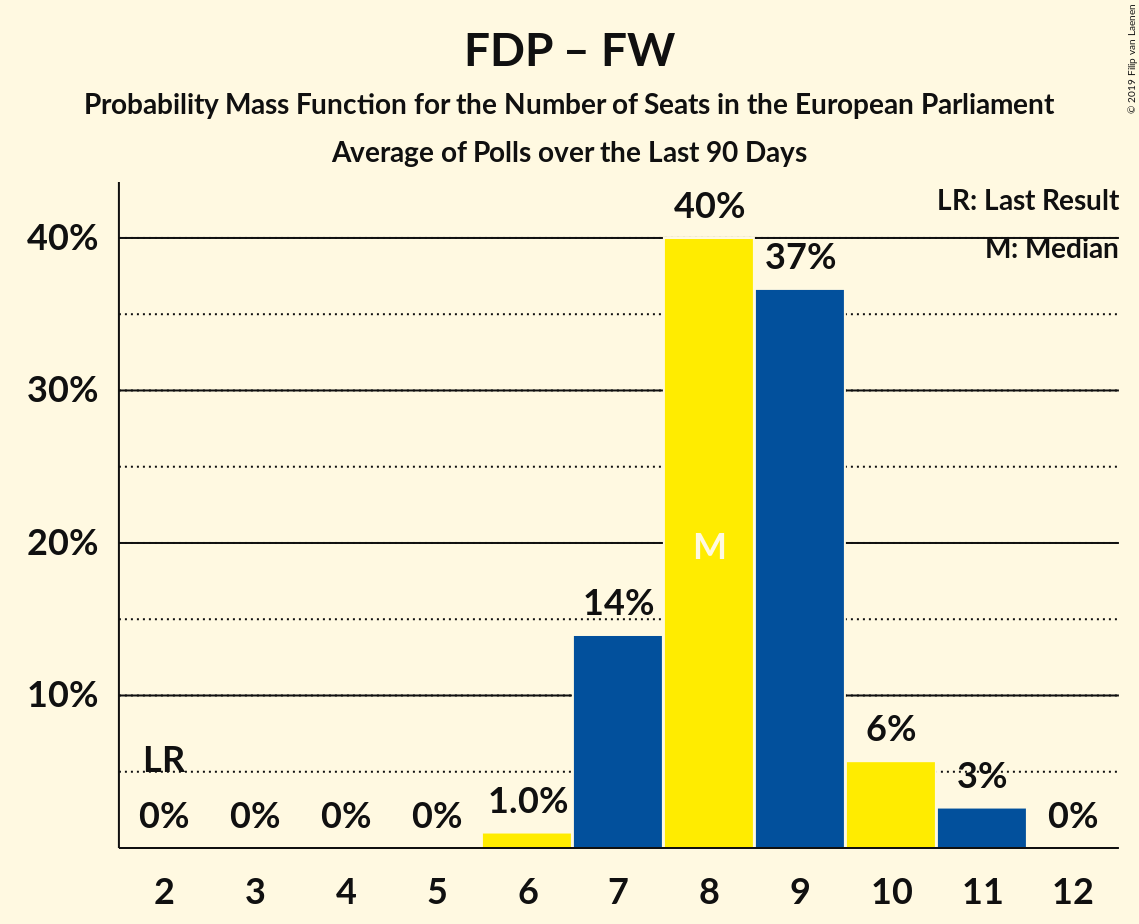 FDP – FW
Probability Mass Function for the Number of Seats in the European Parliament
Average of Polls over the Last 90 Days
© 2019 Filip van Laenen
LR: Last Result
M: Median
40%
30%
20%
10%
LR
0%
0%
0%
0%
1.0%
14%
40%
M
37%
6%
3%
0%
2 3 4 5 6 7 8 9 10 11 12